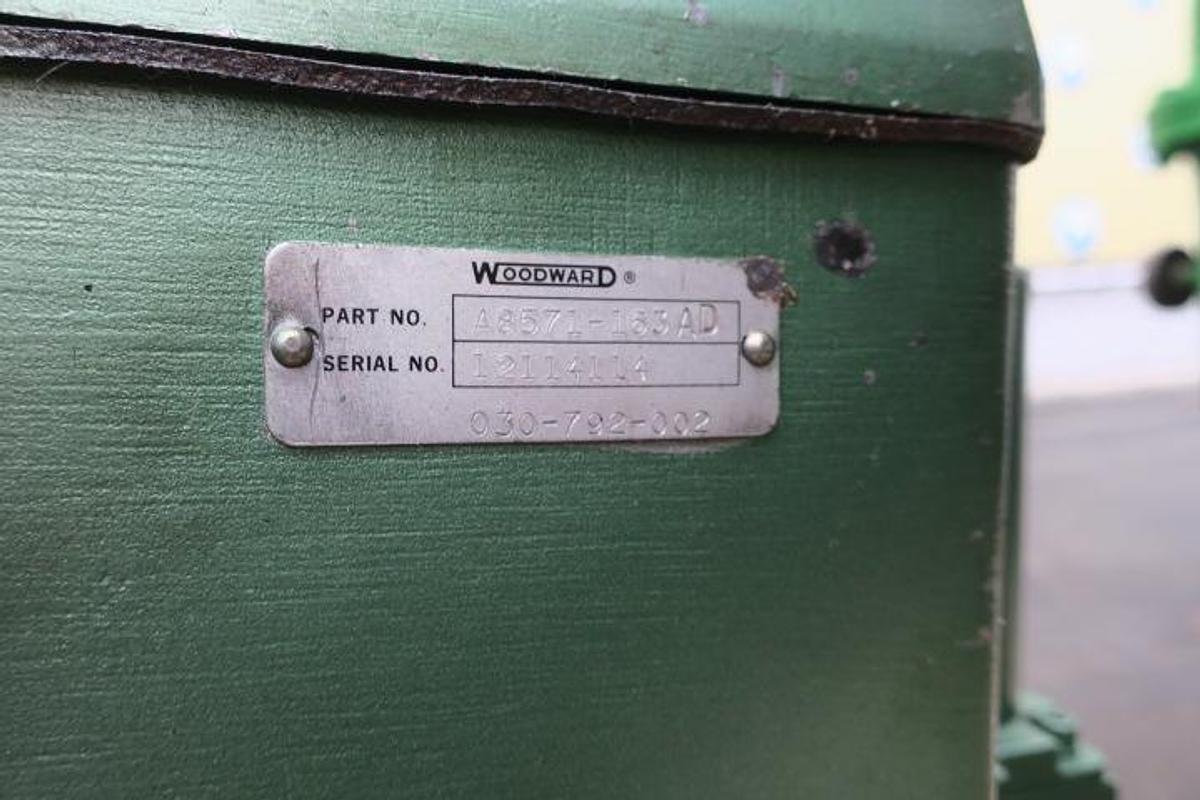 WOODWARD®
PART NO. A8571-163AD
SERIAL NO. 12114114
030-792-002